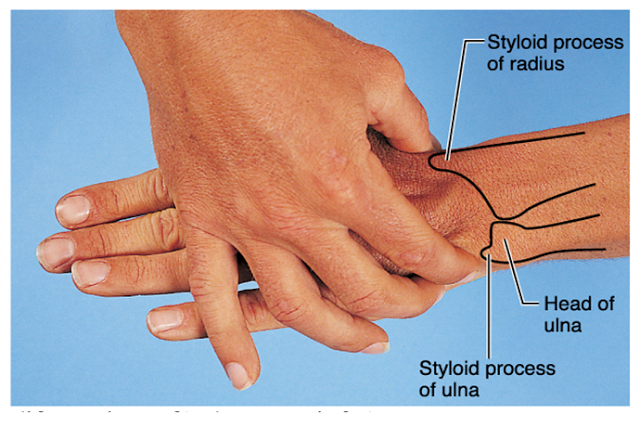 Styloid process
of radius
Head of
ulna
Styloid process
of ulna